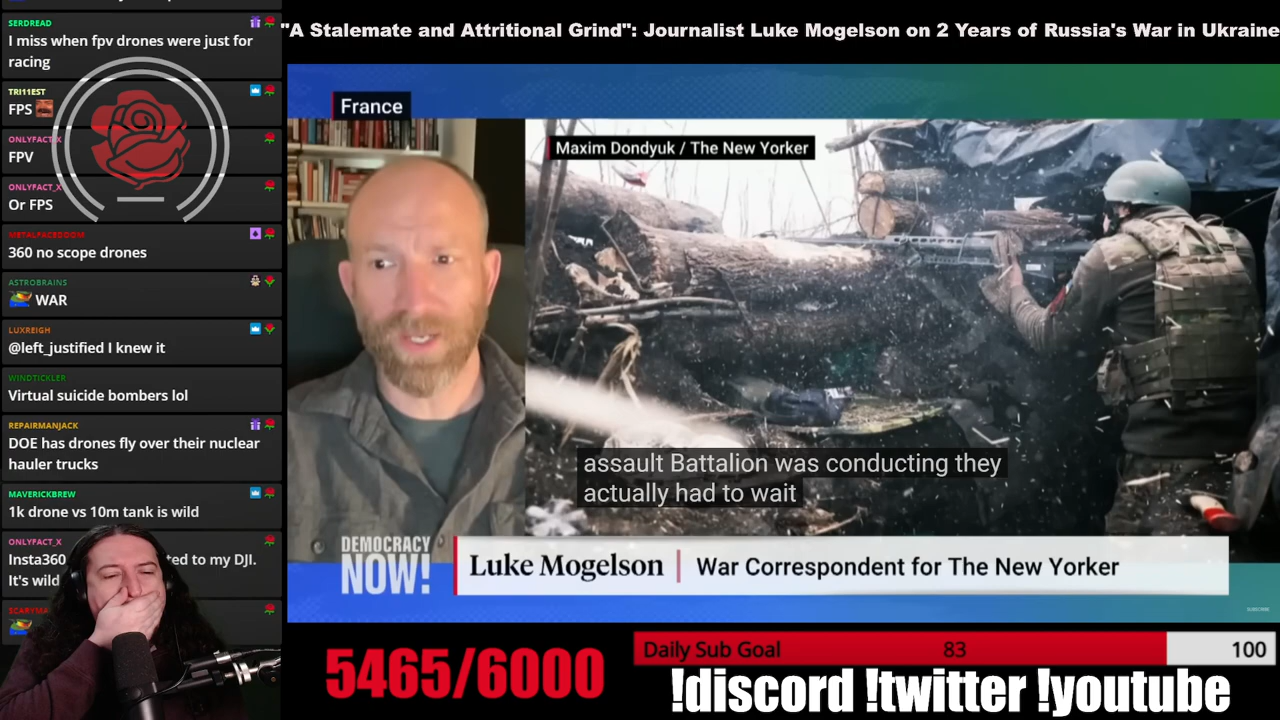 SERDREAD
I miss when fpv drones were just for
racing
TRI11EST
FPS
ONLYFACT_X
FPV
ONLYFACT_X
Or FPS
METALFACEDOOM
360 no scope drones
ASTROBRAINS
WAR
LUXREIGH
@left_justified I knew it
WINDTICKLER
Virtual suicide bombers lol
REPAIRMANJACK
DOE has drones fly over their nuclear
hauler trucks
MAVERICKBREW
1k drone vs 10m tank is wild
ONLYFACT_X
Insta360 ted to my DJI.
It's wild
"A Stalemate and Attritional Grind": Journalist Luke Mogelson on 2 Years of Russia's War in Ukraine
France
Maxim Dondyuk / The New Yorker
assault Battalion was conducting they
actually had to wait
DEMOCRACY
NOW!
Luke Mogelson | War Correspondent for The New Yorker
SUBSCRIBE
5465/6000
Daily Sub Goal 83 100
!discord !twitter !youtube